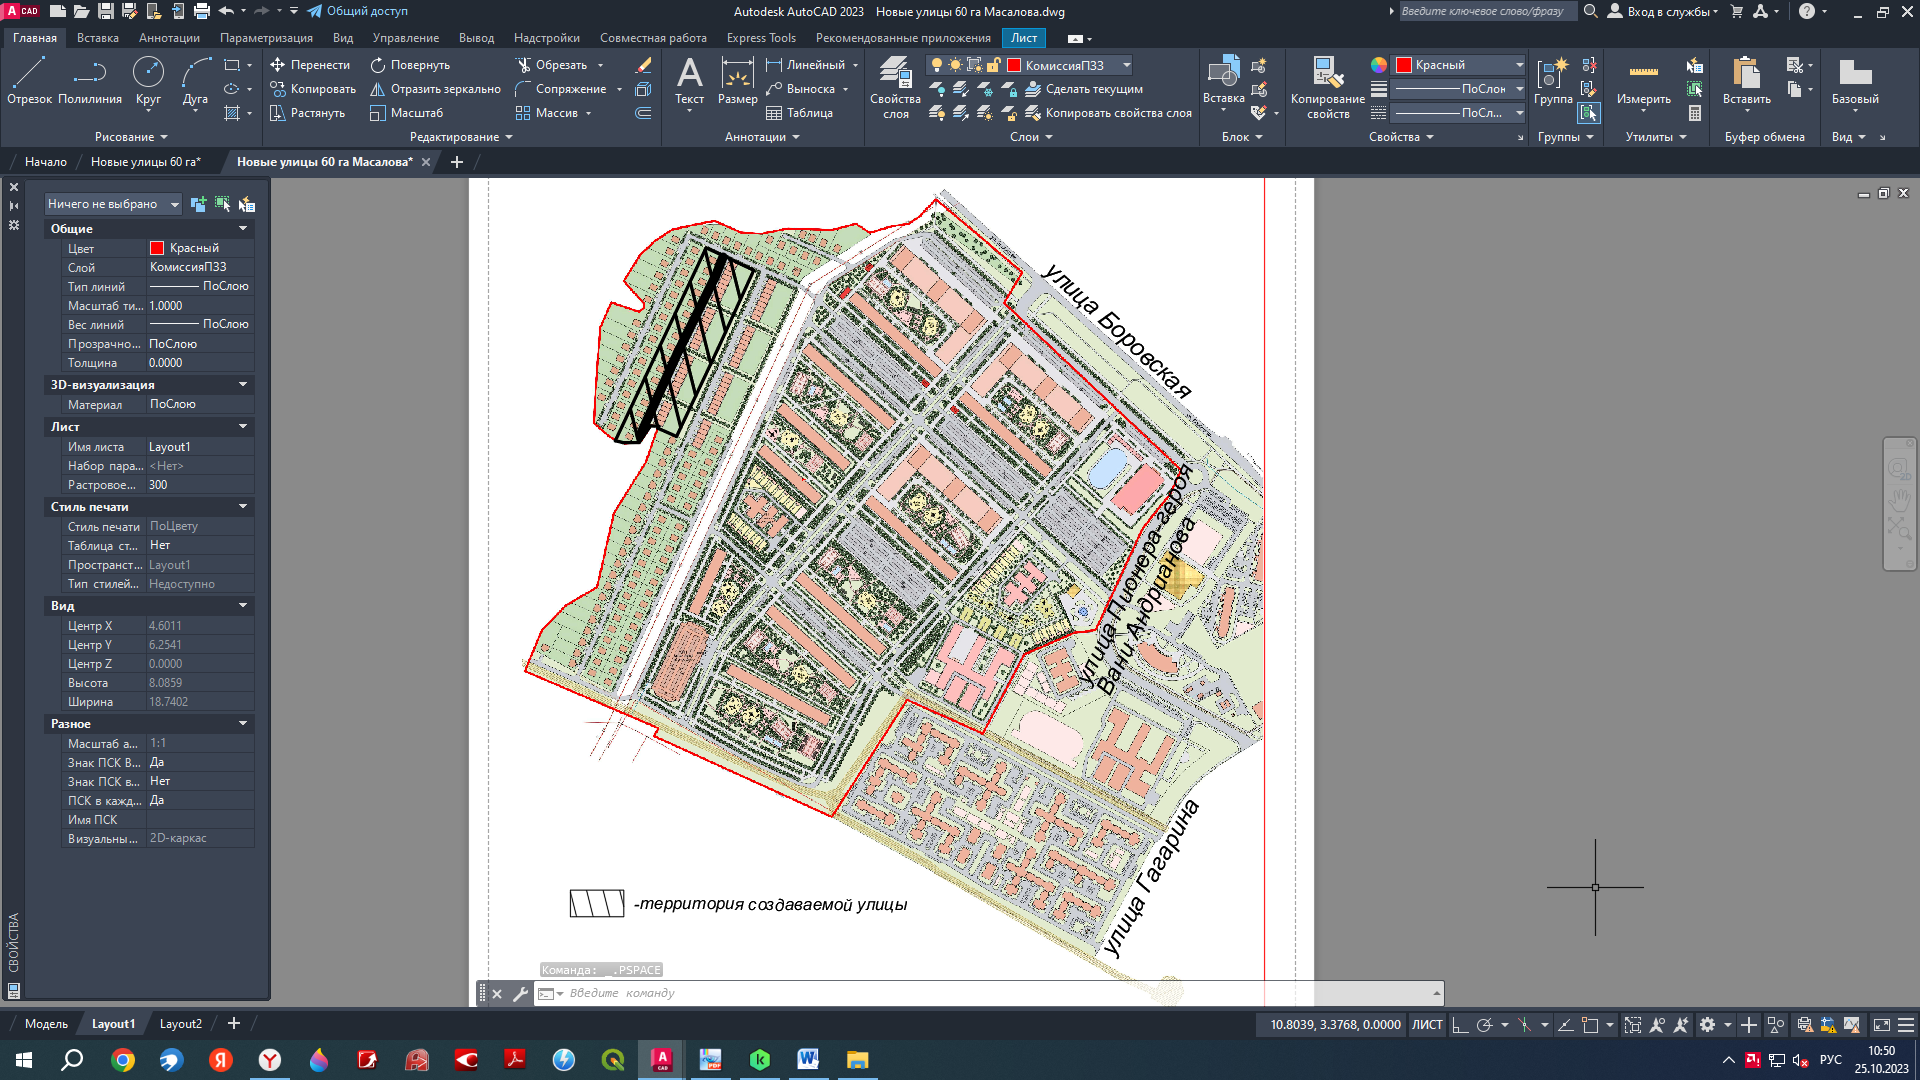 CAD
Общий доступ
Autodesk AutoCAD 2023 Новые улицы 60 га Масалова.dwg
Введите ключевое слово/фразу
Вход в службы
Главная Вставка Аннотации Параметризация Вид Управление Вывод Надстройки Совместная работа Express Tools Рекомендованные приложения Лист
Отрезок Полилиния Круг Дуга
Перенести Повернуть Обрезать
Копировать Отразить зеркально Сопряжение
Растянуть Масштаб Массив
Текст Размер
Линейный
Выноска
Таблица
Свойства слоя
КомиссияПЗЗ
Сделать текущим
Копировать свойства слоя
Вставка
Копирование свойств
Красный
ПоСлою
ПоСл...
Группа
Измерить
Вставить
Базовый
Рисование Редактирование Аннотации Слои Блок Свойства Группы Утилиты Буфер обмена Вид
Начало Новые улицы 60 га* Новые улицы 60 га Масалова*
Ничего не выбрано
Общие
Цвет Красный
Слой КомиссияПЗЗ
Тип линий ПоСлою
Масштаб ти... 1.0000
Вес линий ПоСлою
Прозрачно... ПоСлою
Толщина 0.0000
3D-визуализация
Материал ПоСлою
Лист
Имя листа Layout1
Набор пара... <Нет>
Растровое... 300
Стиль печати
Стиль печати ПоЦвету
Таблица ст... Нет
Пространст... Layout1
Тип стилей... Недоступно
Вид
Центр X 4.6011
Центр Y 6.2541
Центр Z 0.0000
Высота 8.0859
Ширина 18.7402
Разное
Масштаб а... 1:1
Знак ПСК В... Да
Знак ПСК в... Нет
ПСК в кажд... Да
Имя ПСК
Визуальны... 2D-каркас
СВОЙСТВА
улица Боровская
улица Пионера-героя
Вани Андрианова
улица Гагарина
-территория создаваемой улицы
Команда: _.PSPACE
Введите команду
Модель Layout1 Layout2
10.8039, 3.3768, 0.0000 ЛИСТ
РУС
10:50
25.10.2023